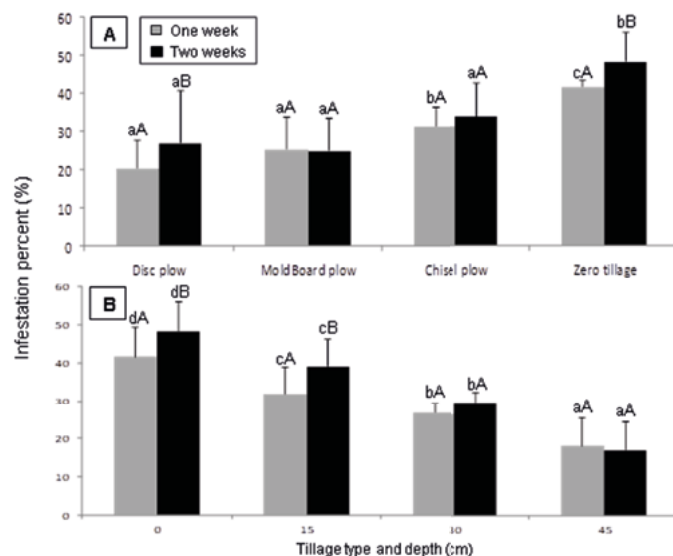 A
One week
Two weeks
60
50
40
30
20
10
0
aA
aB
aA
aA
bA
aA
cA
bB
Disc plow
MoldBoard plow
Chisel plow
Zero tillage
Infestation percent (%)
B
60
50
40
30
20
10
0
dA
dB
cA
cB
bA
bA
aA
aA
0
15
45
Tillage type and depth (:m)